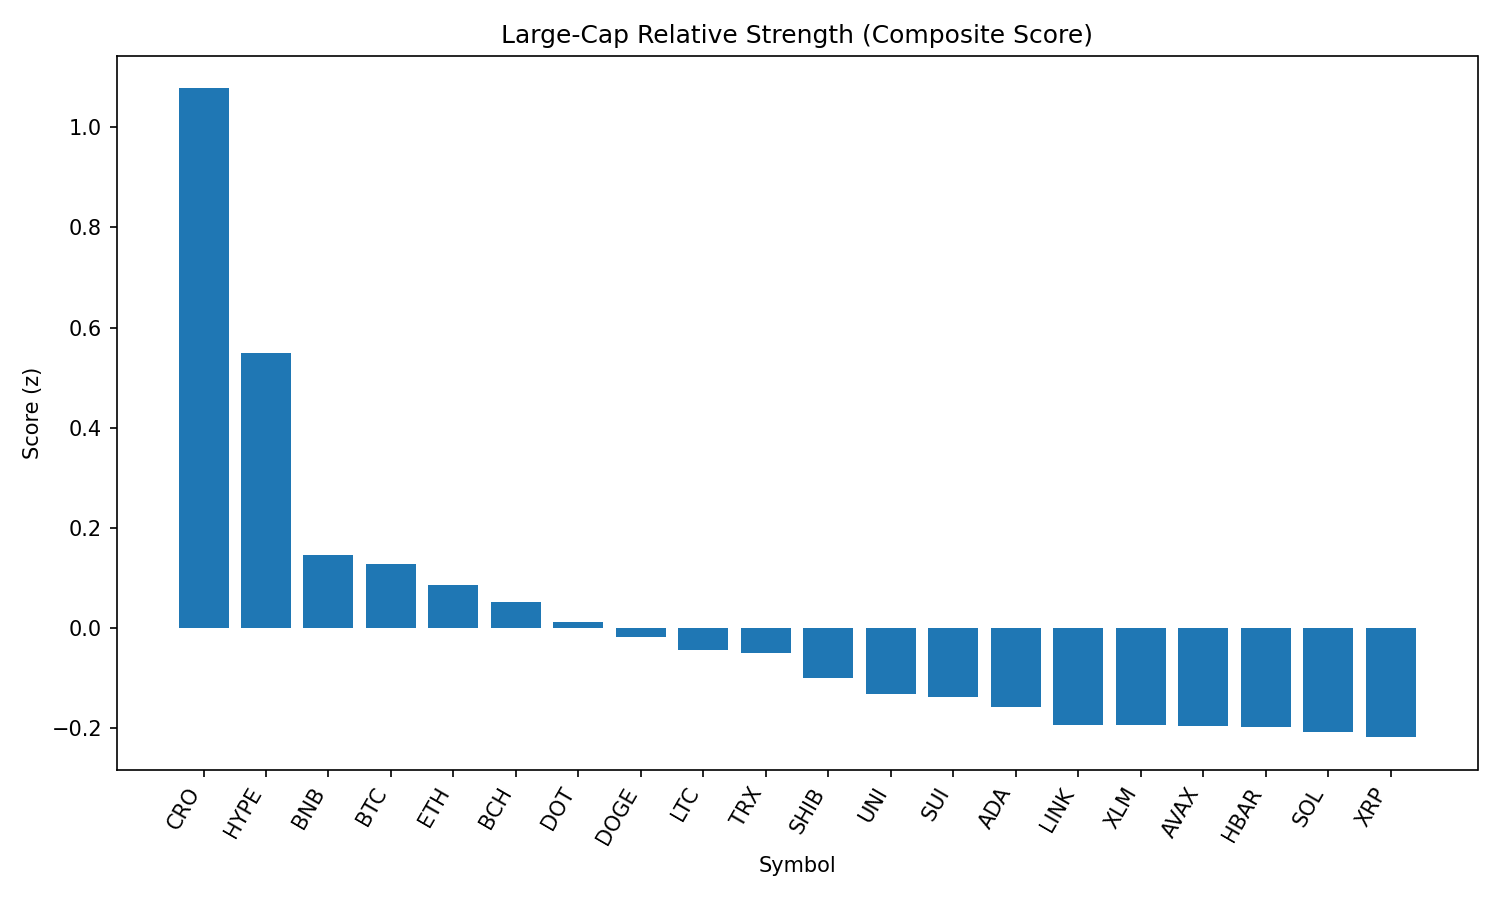 Large-Cap Relative Strength (Composite Score)
Score (z)
1.0
0.8
0.6
0.4
0.2
0.0
−0.2
CRO
HYPE
BNB
BTC
ETH
BCH
DOT
DOGE
LTC
TRX
SHIB
UNI
SUI
ADA
LINK
XLM
AVAX
HBAR
SOL
XRP
Symbol